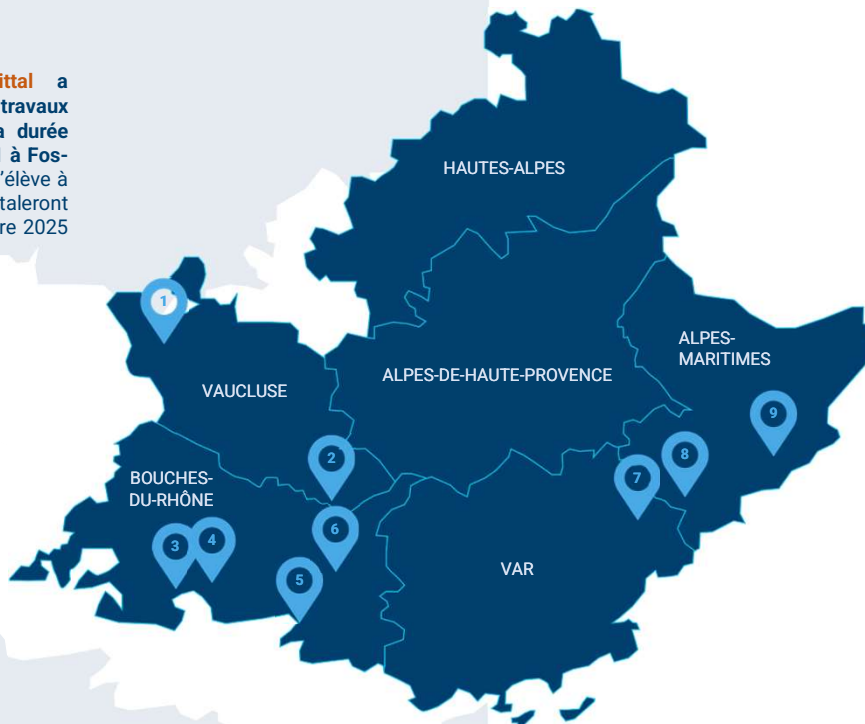 ittal a
travaux
a durée
à Fos-
'élève à
taleront
re 2025
HAUTES-ALPES
1
ALPES-
MARITIMES
VAUCLUSE
ALPES-DE-HAUTE-PROVENCE
9
2
8
BOUCHES-
DU-RHÔNE
7
6
3
4
VAR
5